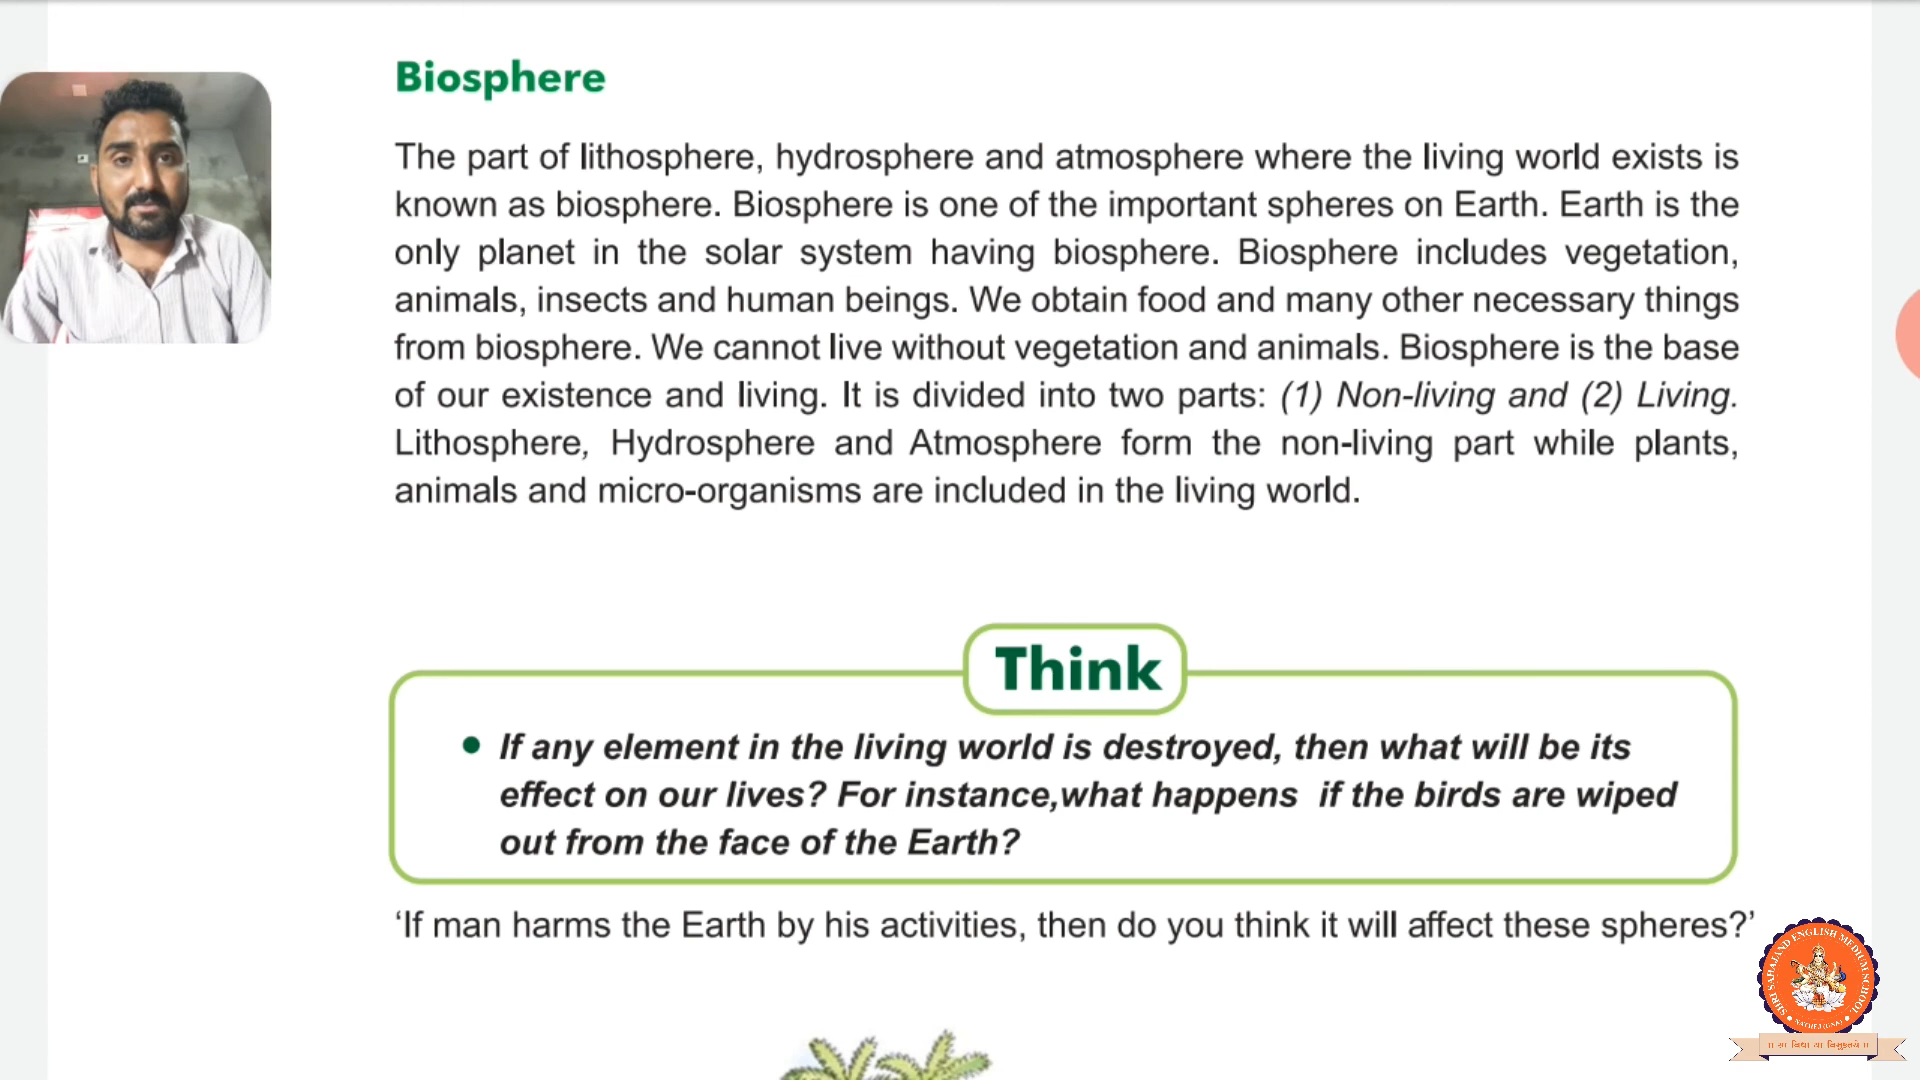 Biosphere
The part of lithosphere, hydrosphere and atmosphere where the living world exists is
known as biosphere. Biosphere is one of the important spheres on Earth. Earth is the
only planet in the solar system having biosphere. Biosphere includes vegetation,
animals, insects and human beings. We obtain food and many other necessary things
from biosphere. We cannot live without vegetation and animals. Biosphere is the base
of our existence and living. It is divided into two parts: (1) Non-living and (2) Living.
Lithosphere, Hydrosphere and Atmosphere form the non-living part while plants,
animals and micro-organisms are included in the living world.
Think
• If any element in the living world is destroyed, then what will be its
effect on our lives? For instance,what happens if the birds are wiped
out from the face of the Earth?
‘If man harms the Earth by his activities, then do you think it will affect these spheres?’
SHRI SAHAJANAND ENGLISH MEDIUM SCHOOL
॥ सा विद्या या विमुक्तये ॥